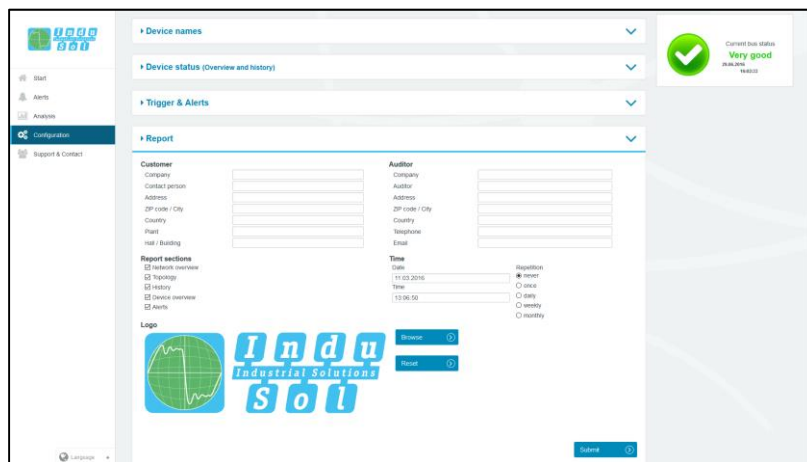 Indu
Industrial Solutions
Sol
Start
Alerts
Analysis
Configuration
Support & Contact
Language
Device names
Device status (Overview and history)
Trigger & Alerts
Report
Customer
Company
Contact person
Address
ZIP code / City
Country
Plant
Hall / Building
Auditor
Company
Auditor
Address
ZIP code / City
Country
Telephone
Email
Report sections
Network overview
Topology
History
Device overview
Alerts
Time
Date
11.03.2016
Time
13:06:50
Repetition
never
once
daily
weekly
monthly
Logo
Indu
Industrial Solutions
Sol
Browse
Reset
Submit
Current bus status
Very good